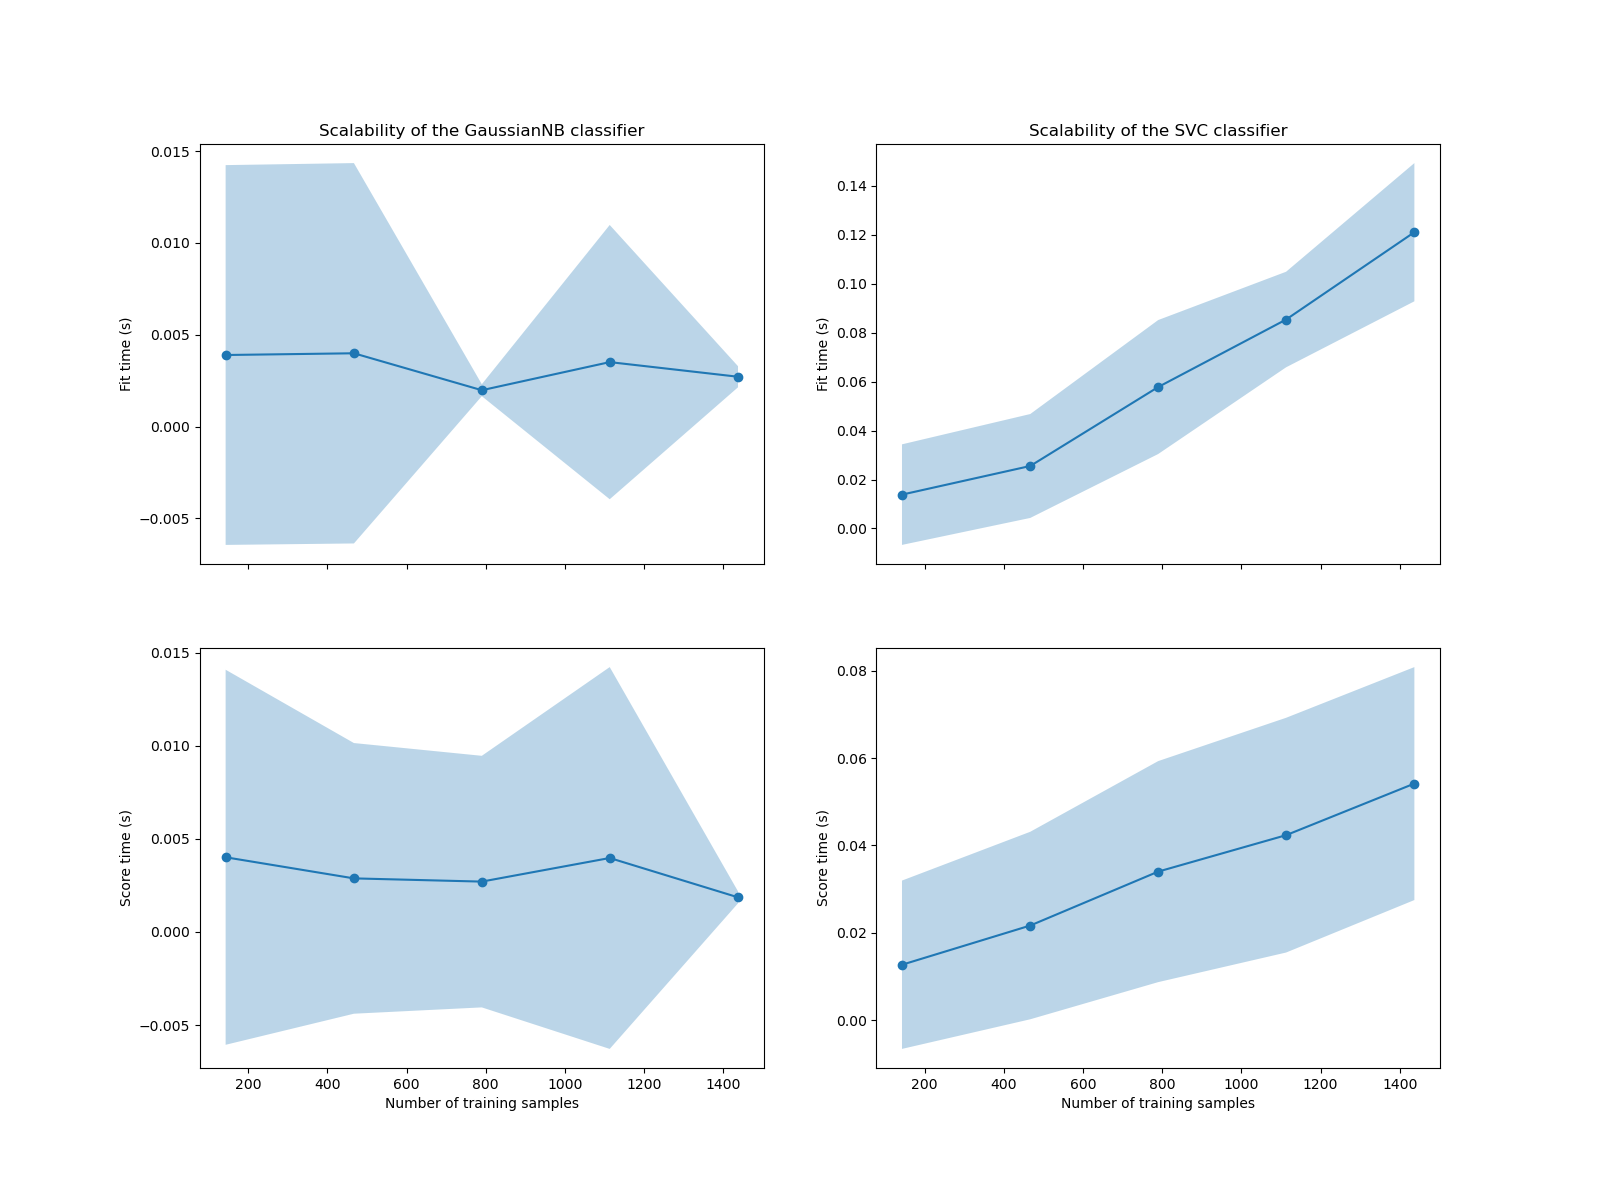 Scalability of the GaussianNB classifier
0.015
0.010
0.005
0.000
−0.005
Fit time (s)
Scalability of the SVC classifier
0.14
0.12
0.10
0.08
0.06
0.04
0.02
0.00
Fit time (s)
0.015
0.010
0.005
0.000
−0.005
Score time (s)
200 400 600 800 1000 1200 1400
Number of training samples
0.08
0.06
0.04
0.02
0.00
Score time (s)
200 400 600 800 1000 1200 1400
Number of training samples